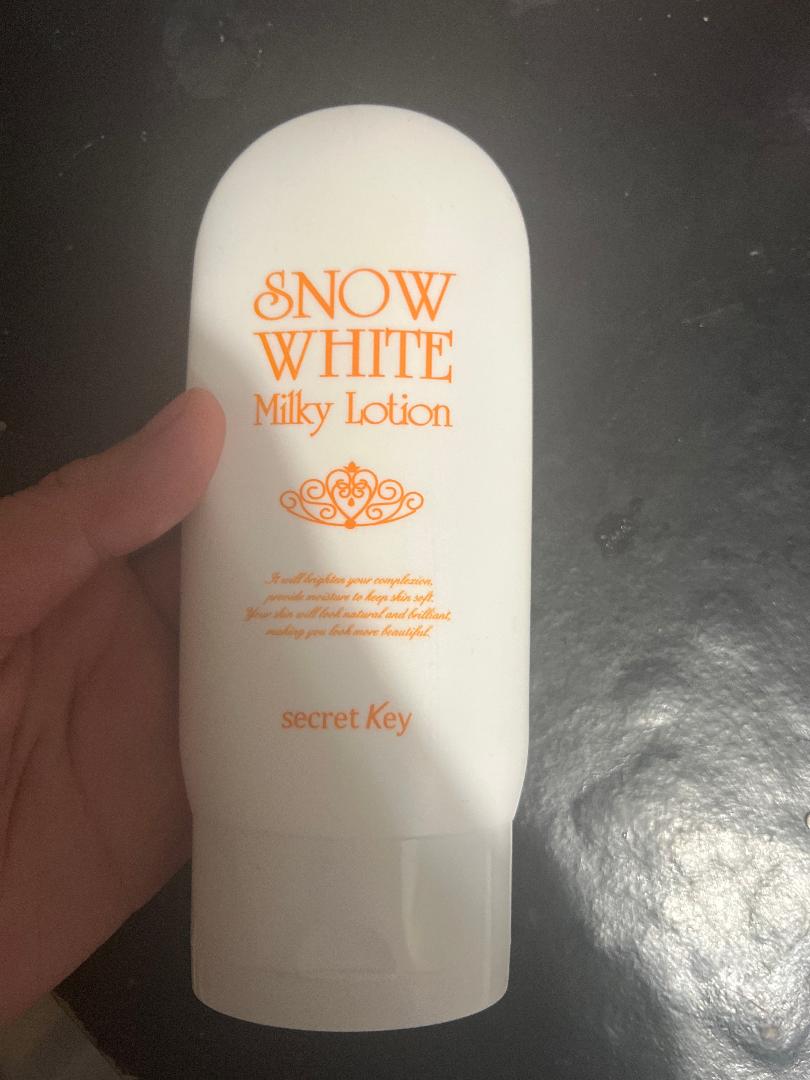 SNOW
WHITE
Milky Lotion
It will brighten your complexion,
provide moisture to keep skin soft.
Your skin will look natural and brilliant,
making you look more beautiful.
secret Key